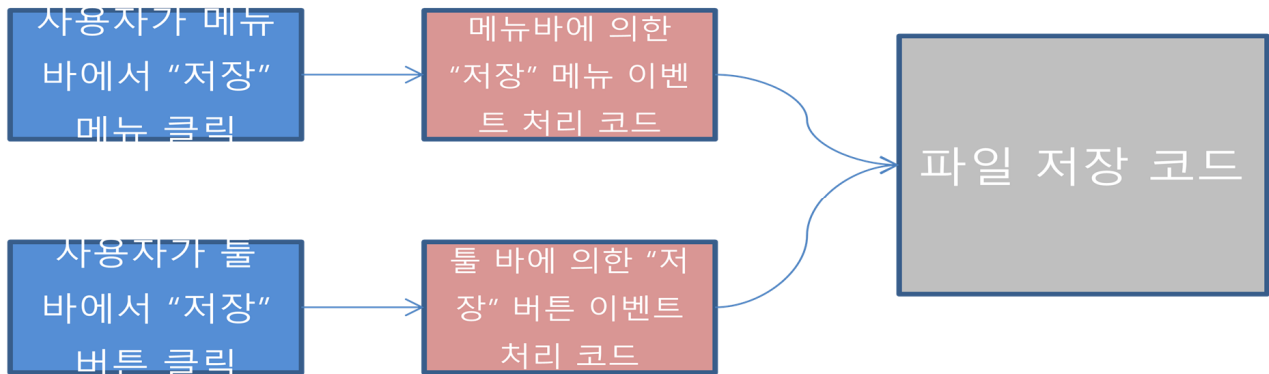 사용자가 메뉴
바에서 “저장”
메뉴 클릭
메뉴바에 의한
“저장” 메뉴 이벤
트 처리 코드
파일 저장 코드
사용자가 툴
바에서 “저장”
버튼 클릭
툴 바에 의한 “저
장” 버튼 이벤트
처리 코드